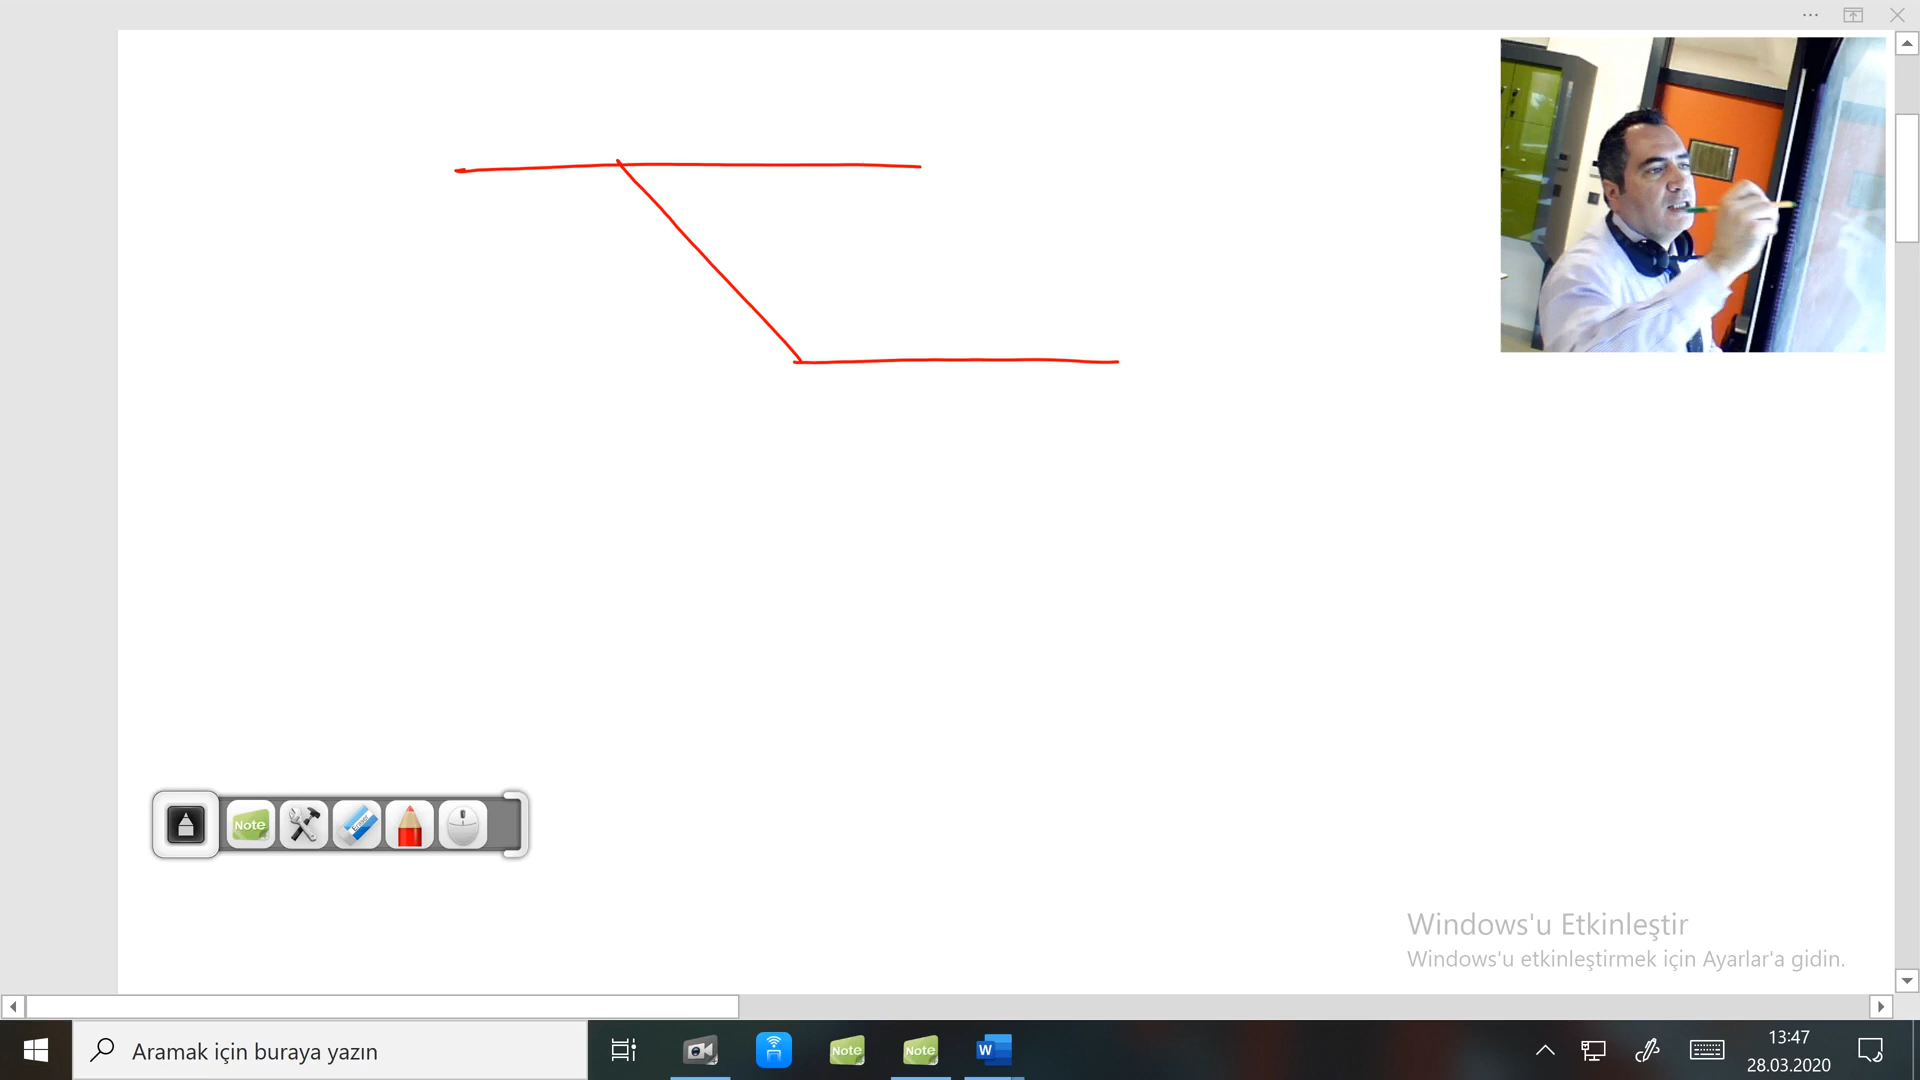 Note
Eraser
Windows'u Etkinleştir
Windows'u etkinleştirmek için Ayarlar'a gidin.
Aramak için buraya yazın
Note
Note
W
13:47
28.03.2020